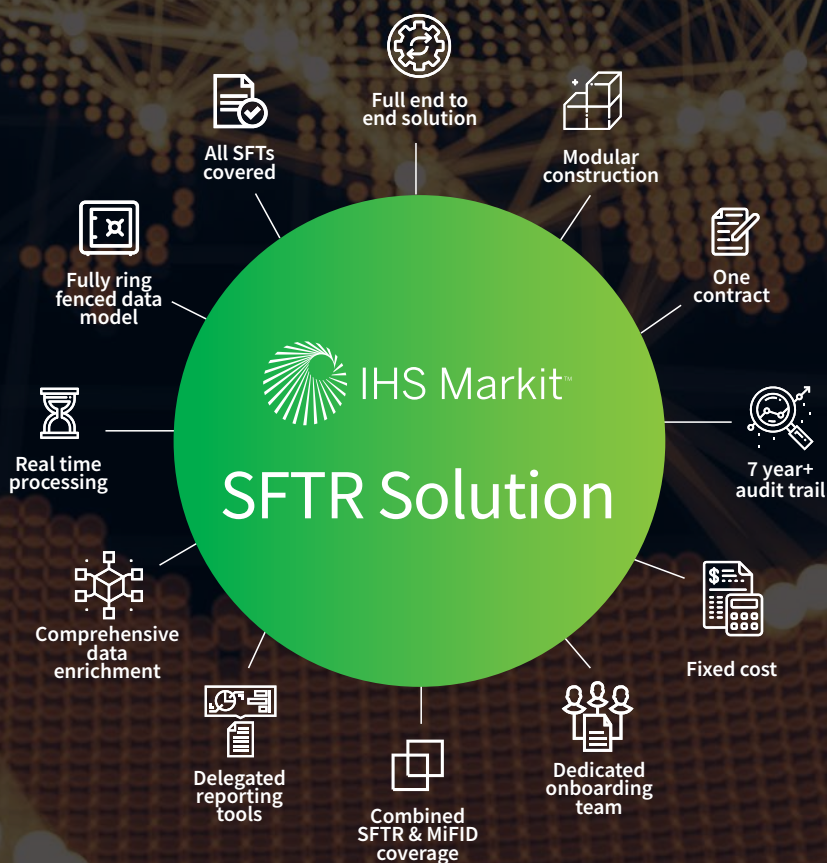 Full end to
end solution
Modular
construction
One
contract
7 year+
audit trail
Fixed cost
Dedicated
onboarding
team
Combined
SFTR & MiFID
coverage
Delegated
reporting
tools
Comprehensive
data
enrichment
Real time
processing
Fully ring
fenced data
model
All SFTs
covered
IHS Markit™
SFTR Solution